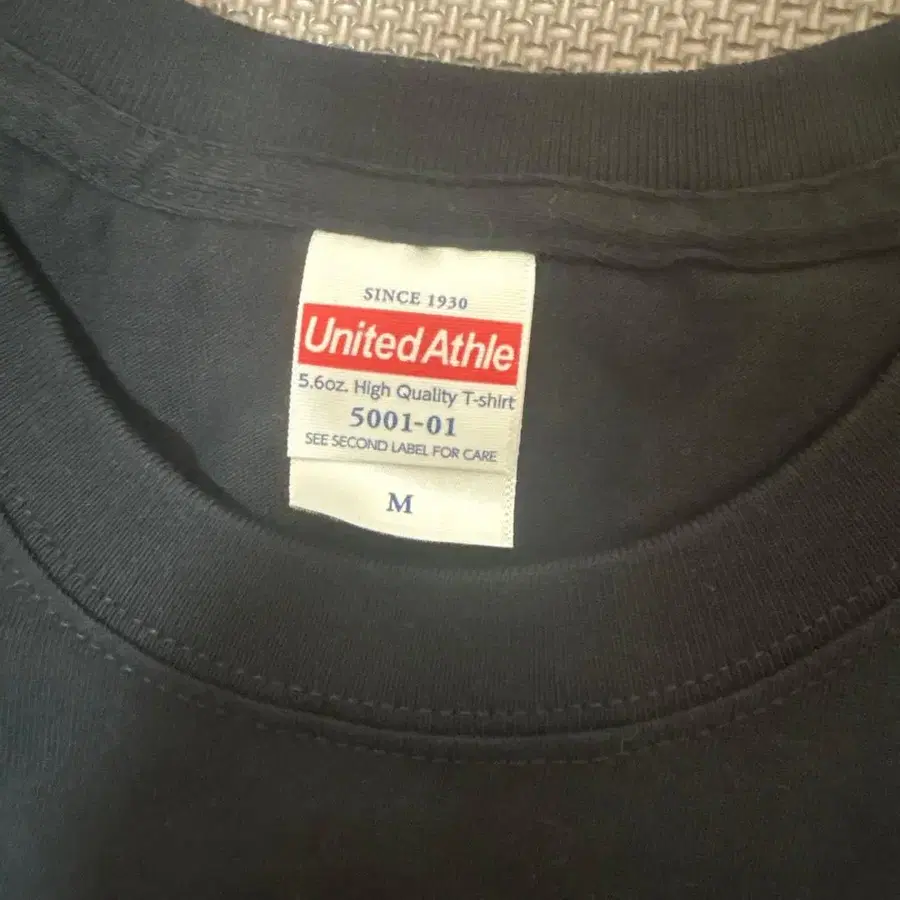 SINCE 1930
United Athle
5.6oz. High Quality T-shirt
5001-01
SEE SECOND LABEL FOR CARE
M